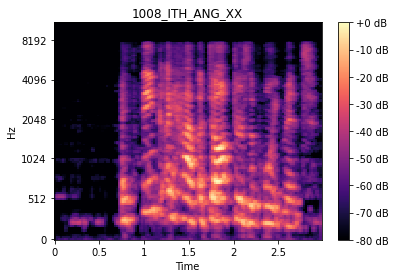 1008_ITH_ANG_XX
+0 dB
8192
-10 dB
4096
-20 dB
-30 dB
2048
Hz
-40 dB
1024
-50 dB
512
-60 dB
-70 dB
0
-80 dB
0 0.5 1 1.5 2 2.5
Time